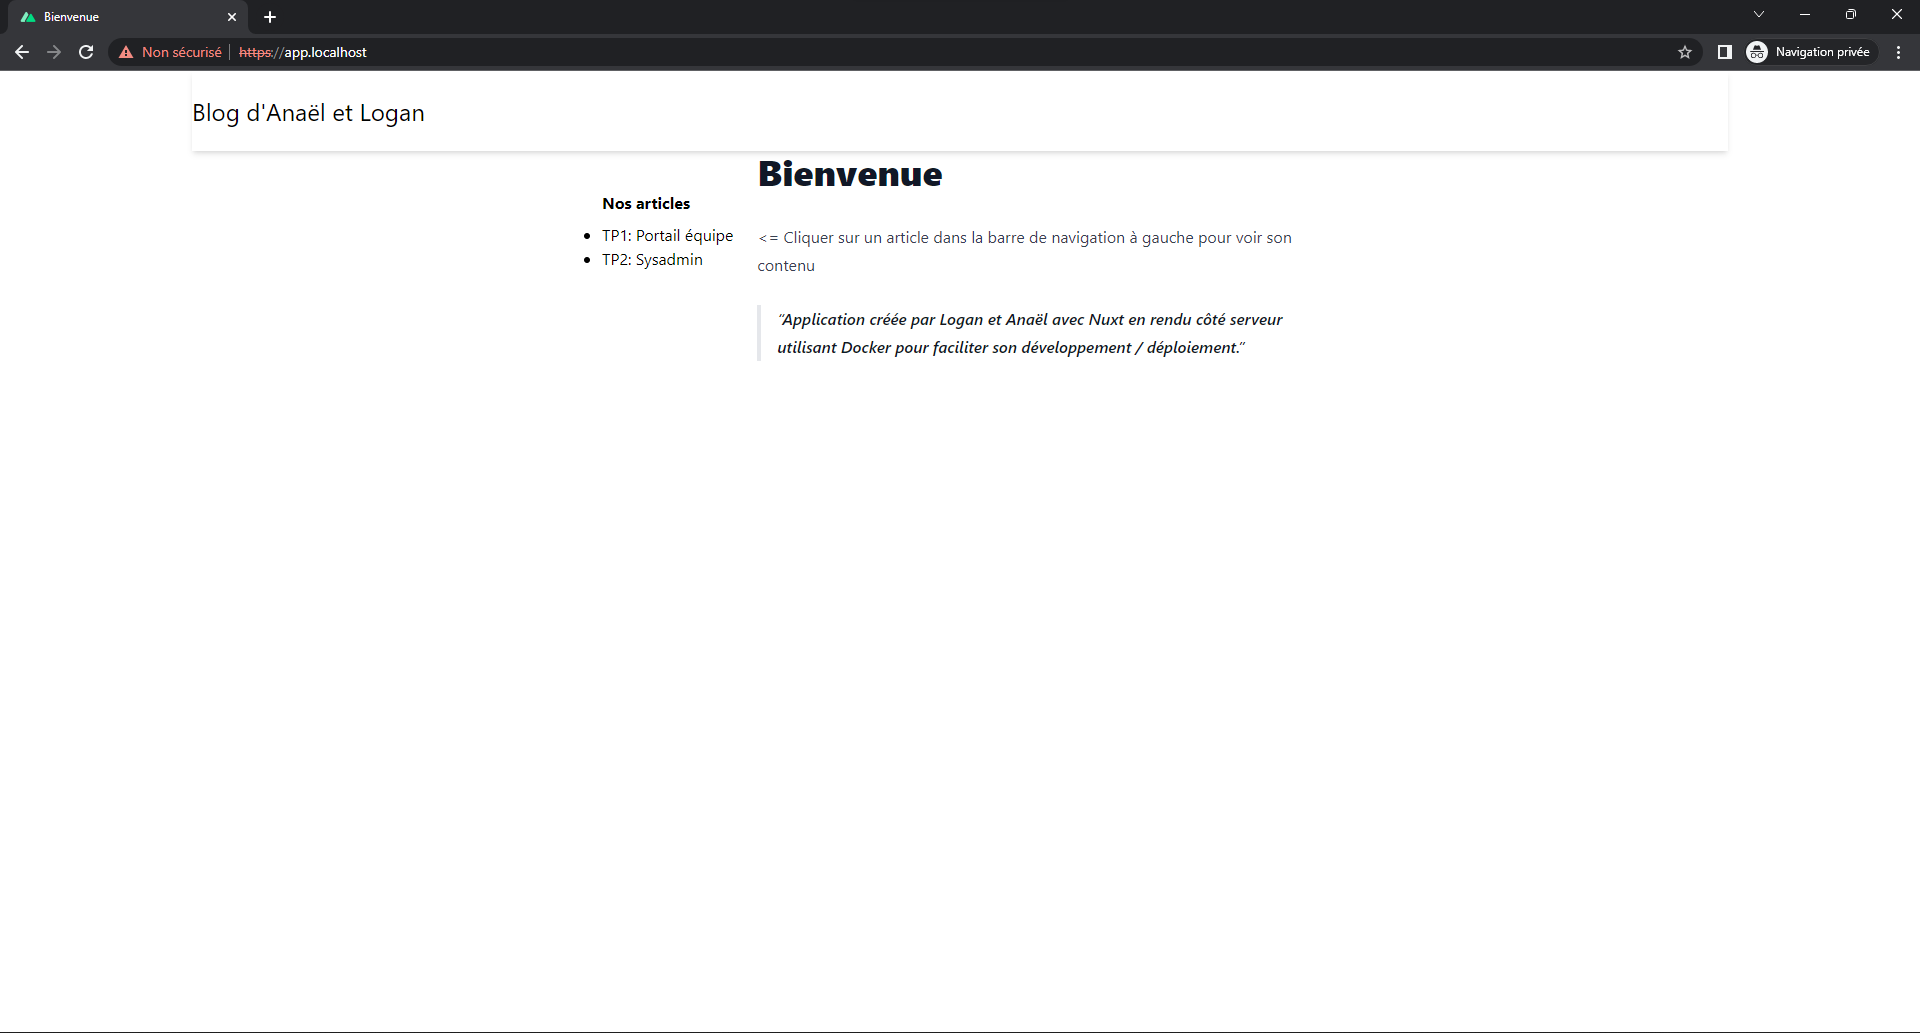 Bienvenue
Non sécurisé
https://app.localhost
Navigation privée
Blog d'Anaël et Logan
Nos articles
TP1: Portail équipe
TP2: Sysadmin
Bienvenue
<= Cliquer sur un article dans la barre de navigation à gauche pour voir son
contenu
“Application créée par Logan et Anaël avec Nuxt en rendu côté serveur
utilisant Docker pour faciliter son développement / déploiement.”